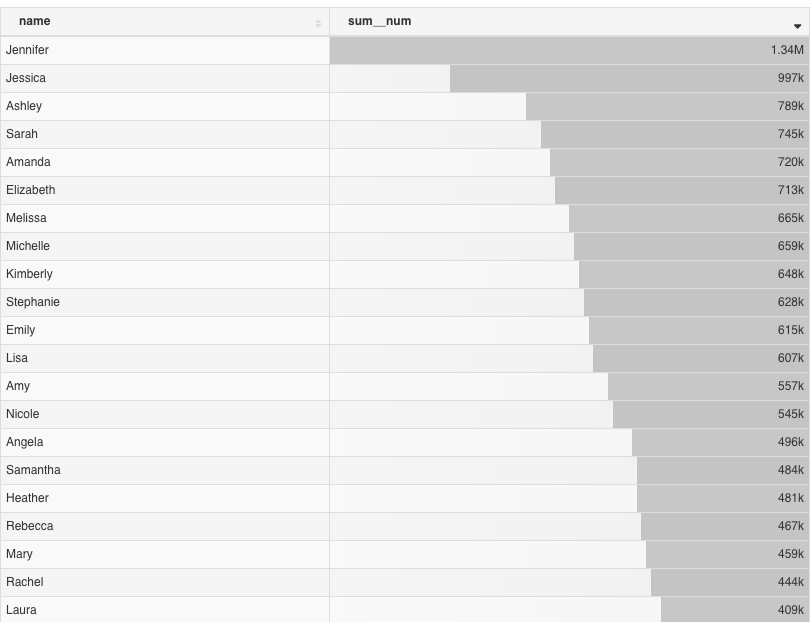 name sum__num
Jennifer 1.34M
Jessica 997k
Ashley 789k
Sarah 745k
Amanda 720k
Elizabeth 713k
Melissa 665k
Michelle 659k
Kimberly 648k
Stephanie 628k
Emily 615k
Lisa 607k
Amy 557k
Nicole 545k
Angela 496k
Samantha 484k
Heather 481k
Rebecca 467k
Mary 459k
Rachel 444k
Laura 409k